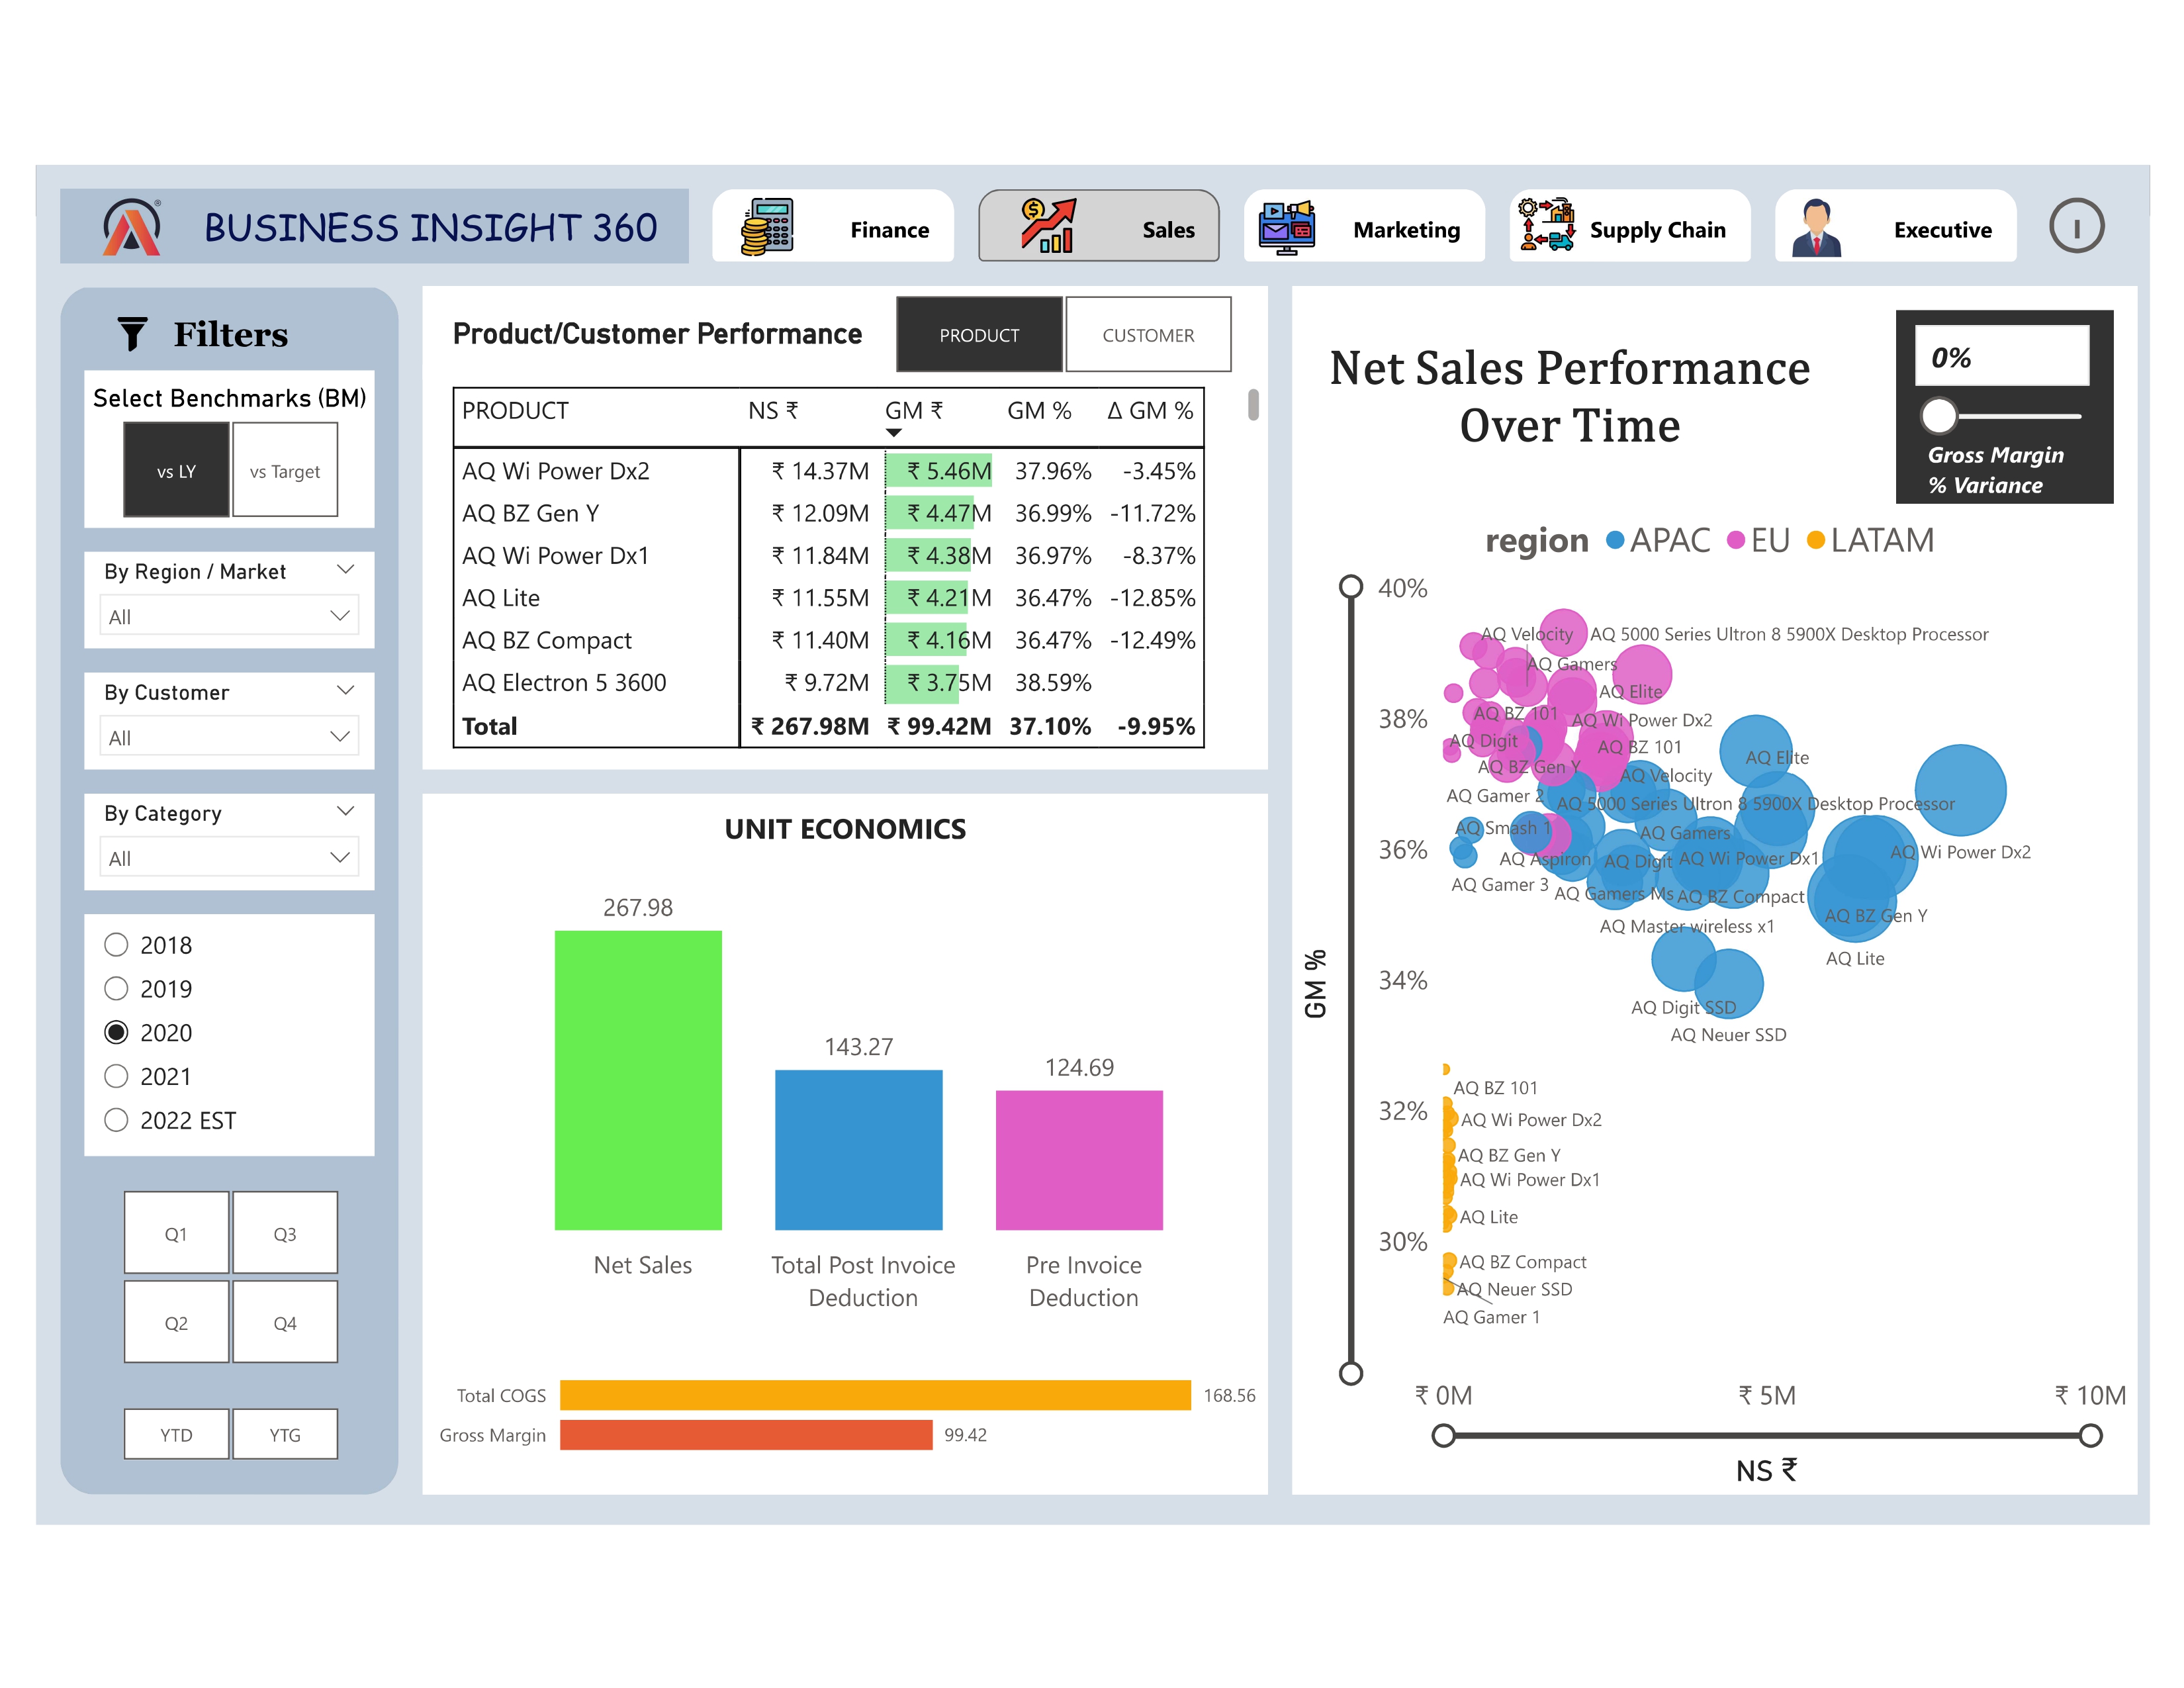 BUSINESS INSIGHT 360
Finance
Sales
Marketing
Supply Chain
Executive
Filters
Select Benchmarks (BM)
vs LY
vs Target
By Region / Market
All
By Customer
All
By Category
All
2018
2019
2020
2021
2022 EST
Q1
Q3
Q2
Q4
YTD
YTG
Product/Customer Performance
PRODUCT
CUSTOMER
PRODUCT NS ₹ GM ₹ GM % Δ GM %
AQ Wi Power Dx2 ₹ 14.37M ₹ 5.46M 37.96% -3.45%
AQ BZ Gen Y ₹ 12.09M ₹ 4.47M 36.99% -11.72%
AQ Wi Power Dx1 ₹ 11.84M ₹ 4.38M 36.97% -8.37%
AQ Lite ₹ 11.55M ₹ 4.21M 36.47% -12.85%
AQ BZ Compact ₹ 11.40M ₹ 4.16M 36.47% -12.49%
AQ Electron 5 3600 ₹ 9.72M ₹ 3.75M 38.59%
Total ₹ 267.98M ₹ 99.42M 37.10% -9.95%
UNIT ECONOMICS
267.98
143.27
124.69
Net Sales
Total Post Invoice
Deduction
Pre Invoice
Deduction
Total COGS 168.56
Gross Margin 99.42
Net Sales Performance
Over Time
0%
Gross Margin
% Variance
region APAC EU LATAM
GM %
40%
38%
36%
34%
32%
30%
AQ Velocity
AQ 5000 Series Ultron 8 5900X Desktop Processor
AQ Gamers
AQ Elite
AQ BZ 101
AQ Wi Power Dx2
AQ Digit
AQ BZ 101
AQ Elite
AQ BZ Gen Y
AQ Velocity
AQ Gamer 2
AQ 5000 Series Ultron 8 5900X Desktop Processor
AQ Smash 1
AQ Gamers
AQ Wi Power Dx2
AQ Aspiron
AQ Digit
AQ Wi Power Dx1
AQ Gamer 3
AQ Gamers Ms
AQ BZ Compact
AQ BZ Gen Y
AQ Master wireless x1
AQ Lite
AQ Digit SSD
AQ Neuer SSD
AQ BZ 101
AQ Wi Power Dx2
AQ BZ Gen Y
AQ Wi Power Dx1
AQ Lite
AQ BZ Compact
AQ Neuer SSD
AQ Gamer 1
₹ 0M
₹ 5M
₹ 10M
NS ₹